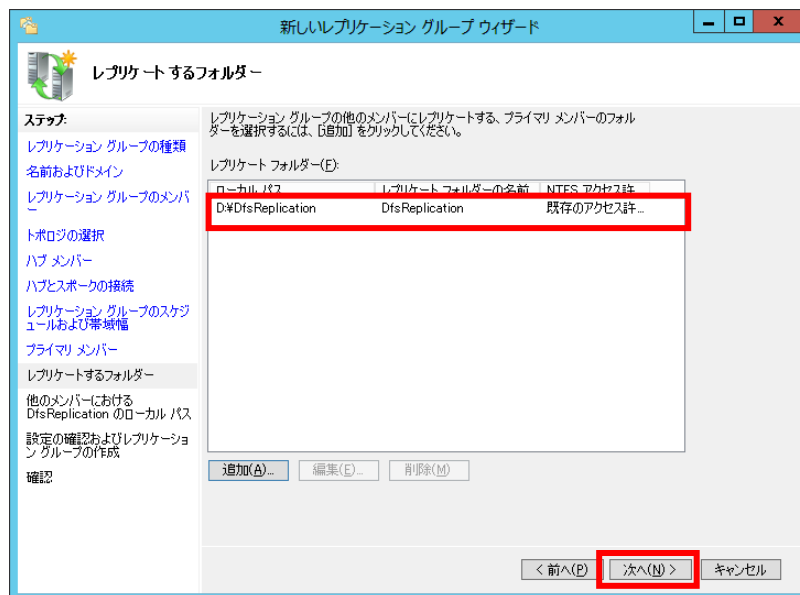 新しいレプリケーション グループ ウィザード
レプリケートするフォルダー
ステップ:
レプリケーション グループの種類
名前およびドメイン
レプリケーション グループのメンバ
ー
トポロジの選択
ハブ メンバー
ハブとスポークの接続
レプリケーション グループのスケジ
ュールおよび帯域幅
プライマリ メンバー
レプリケートするフォルダー
他のメンバーにおける
DfsReplication のローカル パス
設定の確認およびレプリケーショ
ン グループの作成
確認
レプリケーション グループの他のメンバーにレプリケートする、プライマリ メンバーのフォル
ダーを選択するには、[追加] をクリックしてください。
レプリケート フォルダー(F):
ローカル パス レプリケート フォルダーの名前 NTFS アクセス許
D:¥DfsReplication DfsReplication 既存のアクセス許...
追加(A)... 編集(E)... 削除(M)
< 前へ(P) 次へ(N) > キャンセル